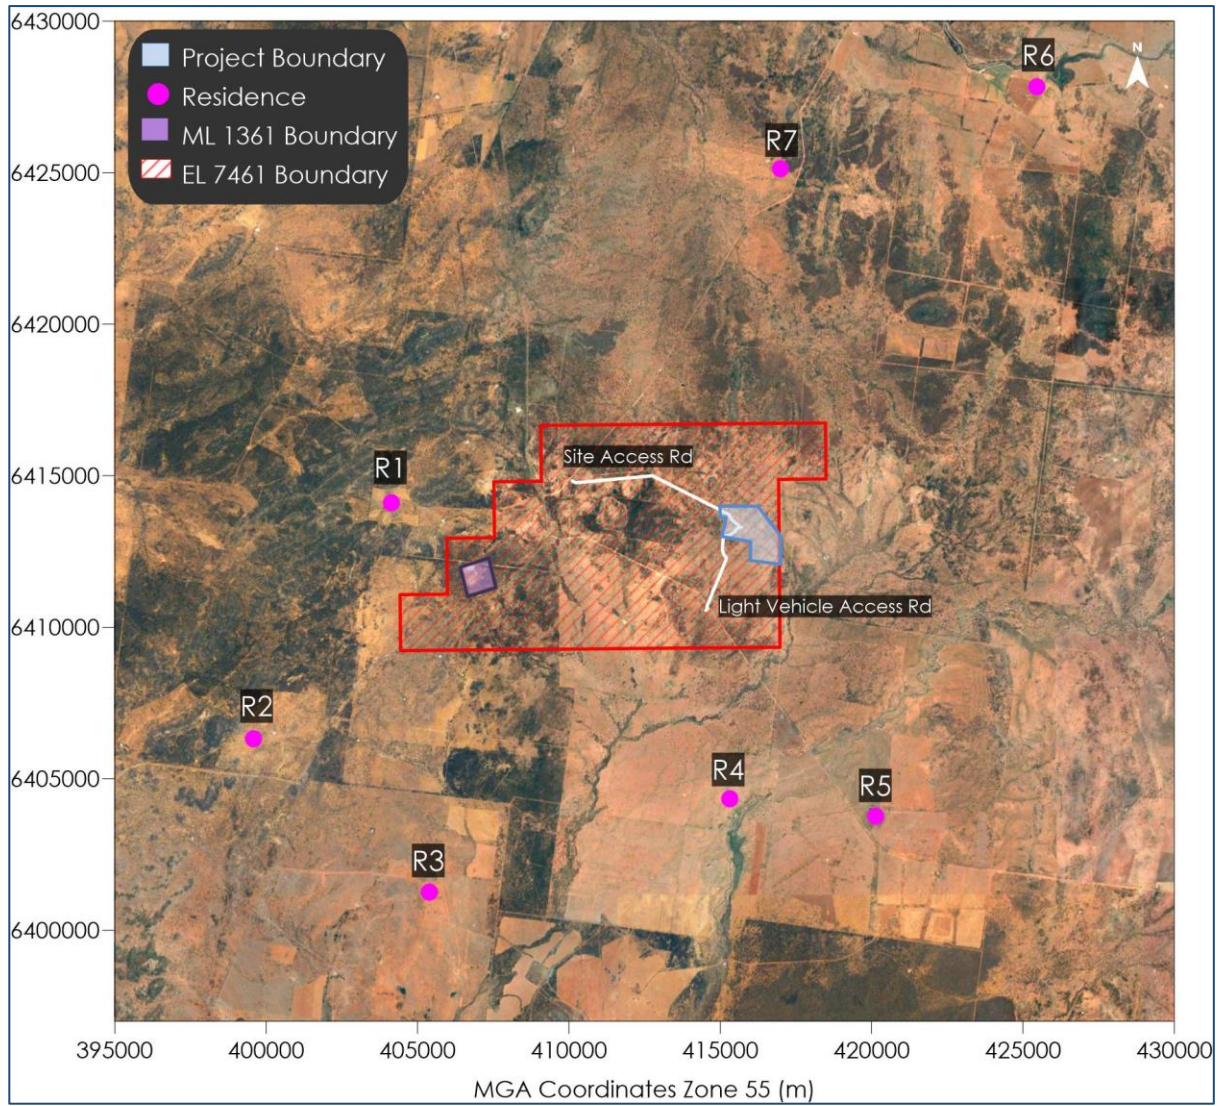 6430000
Project Boundary
Residence
ML 1361 Boundary
EL 7461 Boundary
N
R6
R7
6425000
6420000
6415000
R1
Site Access Rd
Light Vehicle Access Rd
6410000
R2
6405000
R4
R5
R3
6400000
395000 400000 405000 410000 415000 420000 425000 430000
MGA Coordinates Zone 55 (m)